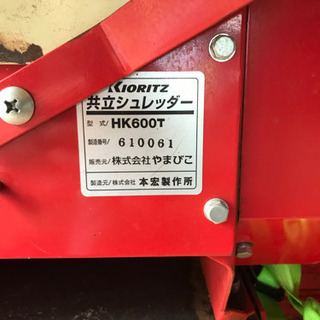 KIORITZ
共立シュレッダー
型 式/ HK600T
製造番号/ 610061
販売元/ 株式会社やまびこ
製造元/ 株式会社 本宏製作所